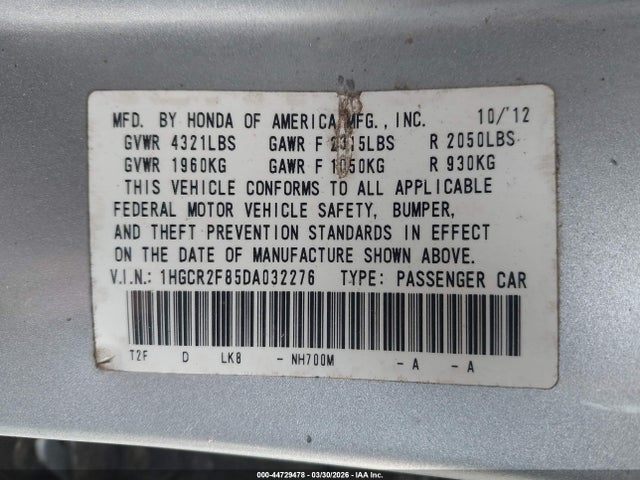 MFD. BY HONDA OF AMERICA MFG., INC. 10/'12
GVWR 4321LBS GAWR F 2315LBS R 2050LBS
GVWR 1960KG GAWR F 1050KG R 930KG
THIS VEHICLE CONFORMS TO ALL APPLICABLE
FEDERAL MOTOR VEHICLE SAFETY, BUMPER,
AND THEFT PREVENTION STANDARDS IN EFFECT
ON THE DATE OF MANUFACTURE SHOWN ABOVE.
V.I.N.: 1HGCR2F85DA032276 TYPE: PASSENGER CAR
T2F D LK8 - NH700M - A - A
000-44729478 | 03/30/2026 | IAA Inc.